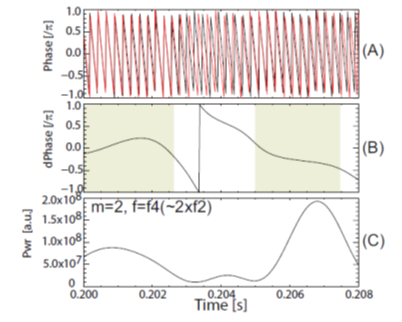 Phase [/π]
1.0
0.5
0.0
−0.5
−1.0
(A)
dPhase [/π]
1.0
0.5
0.0
−0.5
−1.0
(B)
Pwr [a.u.]
2.0x10⁸
1.5x10⁸
1.0x10⁸
5.0x10⁷
0
m=2, f=f4(~2xf2)
(C)
0.200 0.202 0.204 0.206 0.208
Time [s]